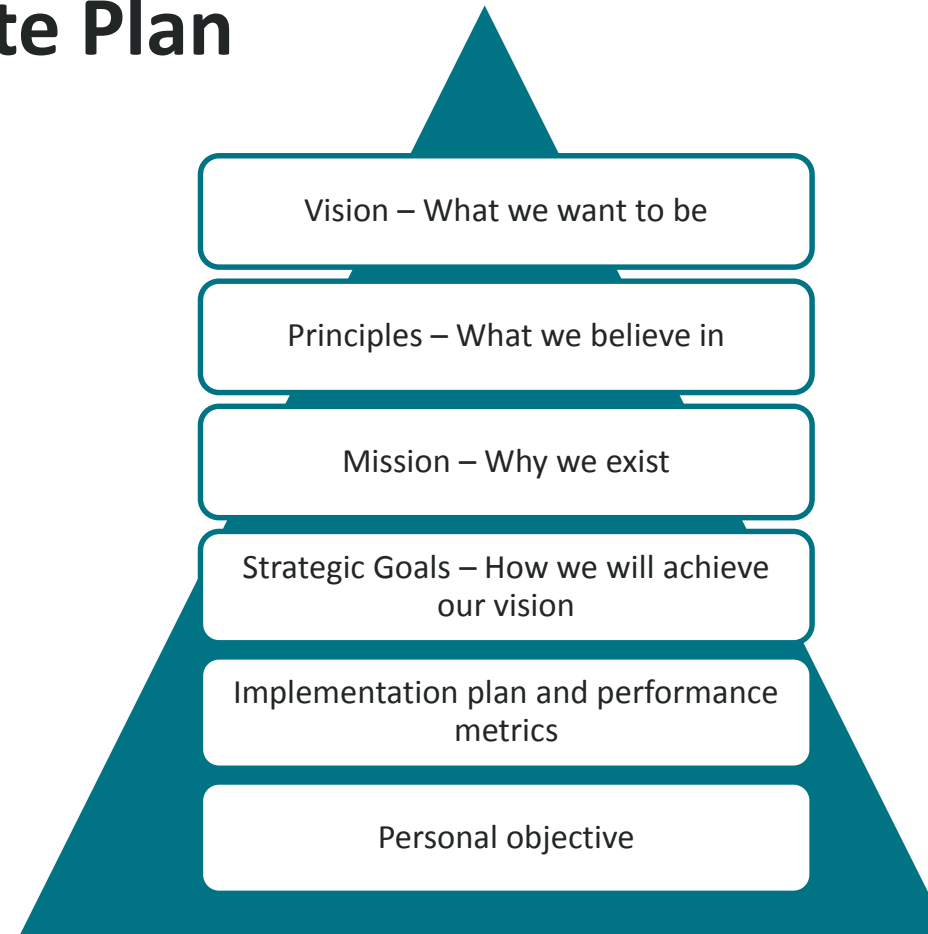 te Plan
Vision – What we want to be
Principles – What we believe in
Mission – Why we exist
Strategic Goals – How we will achieve
our vision
Implementation plan and performance
metrics
Personal objective